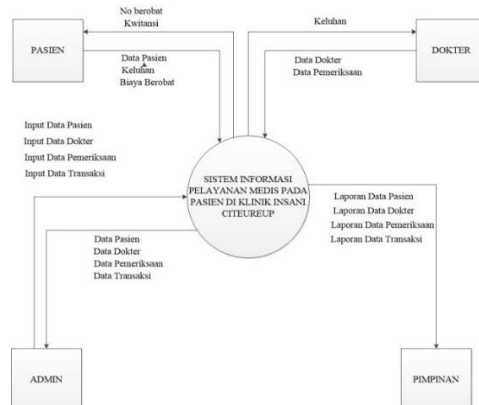 No berobat
Kwitansi
PASIEN
Data Pasien
Keluhan
Biaya Berobat
Keluhan
DOKTER
Data Dokter
Data Pemeriksaan
Input Data Pasien
Input Data Dokter
Input Data Pemeriksaan
Input Data Transaksi
SISTEM INFORMASI
PELAYANAN MEDIS PADA
PASIEN DI KLINIK INSANI
CITEUREUP
Laporan Data Pasien
Laporan Data Dokter
Laporan Data Pemeriksaan
Laporan Data Transaksi
Data Pasien
Data Dokter
Data Pemeriksaan
Data Transaksi
ADMIN
PIMPINAN